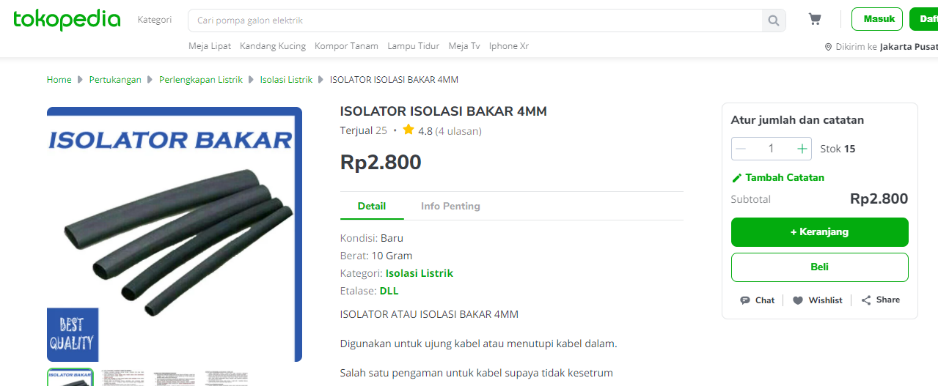 tokopedia
Kategori
Cari pompa galon elektrik
Masuk
Daft
Meja Lipat Kandang Kucing Kompor Tanam Lampu Tidur Meja Tv Iphone Xr
Dikirim ke Jakarta Pusat
Home Pertukangan Perlengkapan Listrik Isolasi Listrik ISOLATOR ISOLASI BAKAR 4MM
ISOLATOR BAKAR
BEST
QUALITY
ISOLATOR ISOLASI BAKAR 4MM
Terjual 25 • 4.8 (4 ulasan)
Rp2.800
Detail Info Penting
Kondisi: Baru
Berat: 10 Gram
Kategori: Isolasi Listrik
Etalase: DLL
ISOLATOR ATAU ISOLASI BAKAR 4MM
Digunakan untuk ujung kabel atau menutupi kabel dalam.
Salah satu pengaman untuk kabel supaya tidak kesetrum
Atur jumlah dan catatan
1 Stok 15
Tambah Catatan
Subtotal Rp2.800
+ Keranjang
Beli
Chat Wishlist Share